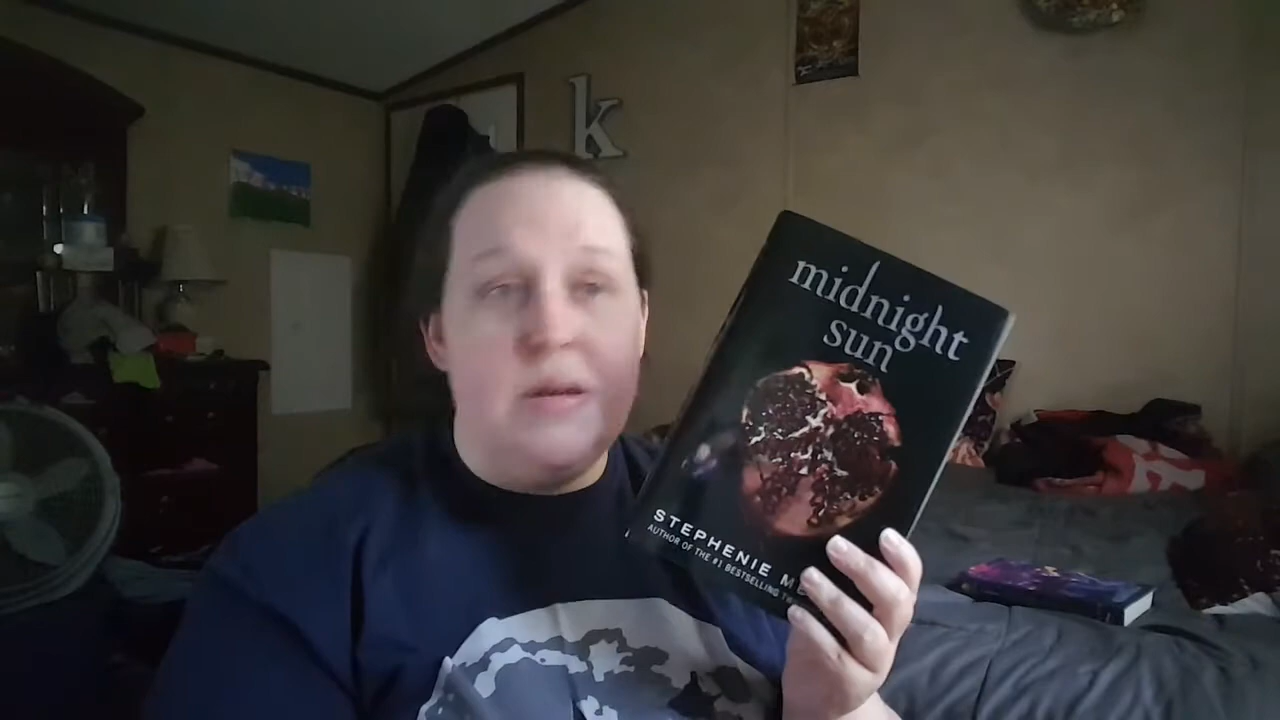 k
midnight
sun
STEPHENIE
AUTHOR OF THE #1 BESTSELLING